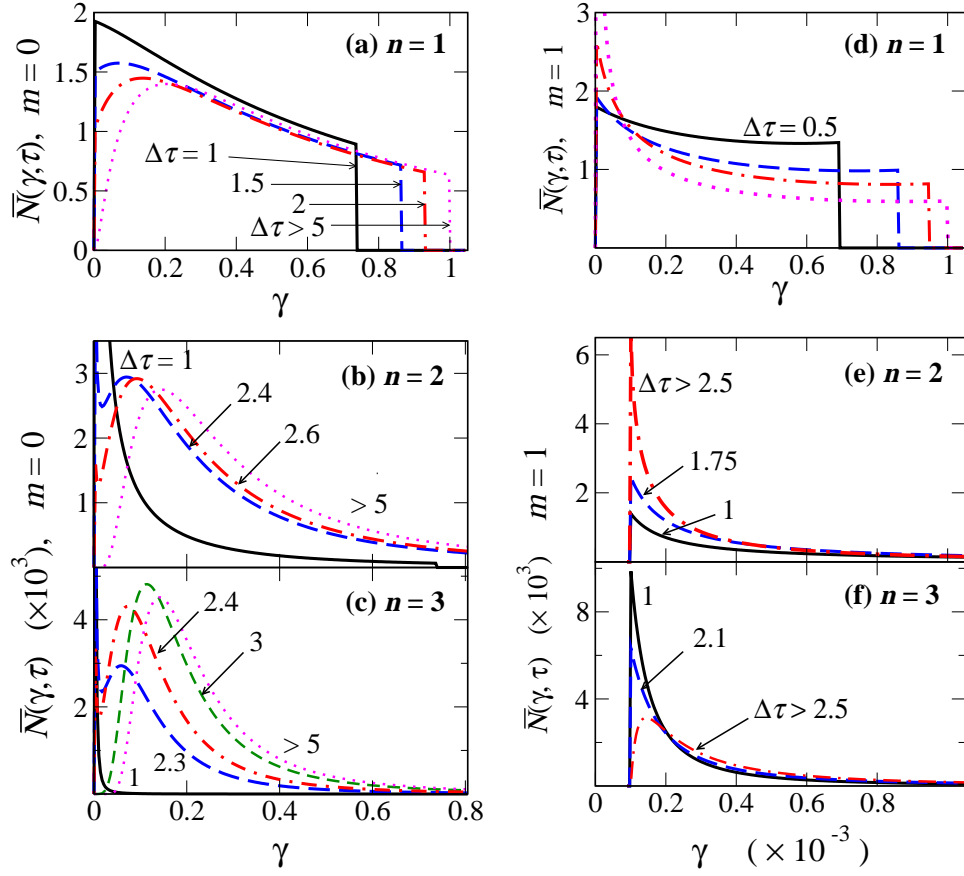 (a) n = 1
N̅(γ,τ), m = 0
2
1.5
1
0.5
0
Δτ = 1
1.5
2
Δτ > 5
0 0.2 0.4 0.6 0.8 1
γ
(d) n = 1
N̅(γ,τ), m = 1
3
2
1
Δτ = 0.5
0 0.2 0.4 0.6 0.8 1
γ
(b) n = 2
Δτ = 1
2.4
2.6
> 5
3
2
1
N̅(γ,τ) (×10³), m = 0
(c) n = 3
2.4
3
> 5
2.3
1
4
2
0 0.2 0.4 0.6 0.8
γ
(e) n = 2
Δτ > 2.5
1.75
1
6
4
2
N̅(γ, τ) (× 10³) m = 1
(f) n = 3
1
2.1
Δτ > 2.5
8
4
0 0.2 0.4 0.6 0.8 1
γ (× 10⁻³)